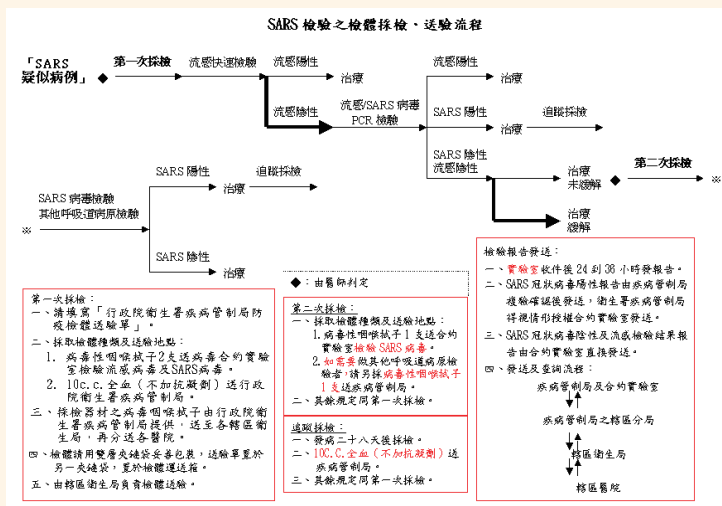 SARS 檢驗之檢體採檢、送驗流程
「SARS
疑似病例」 ◆
第一次採檢
流感快速檢驗
流感陽性
治療
流感陰性
流感/SARS 病毒
PCR 檢驗
流感陽性
治療
SARS 陽性
治療
追蹤採檢
SARS 陰性
流感陰性
治療
未緩解
◆
第二次採檢
※
治療
緩解
※
SARS 病毒檢驗
其他呼吸道病原檢驗
SARS 陽性
治療
追蹤採檢
SARS 陰性
治療
◆：由醫師判定
第一次採檢：
一、請填寫「行政院衛生署疾病管制局防
疫檢體送驗單」。
二、採取檢體種類及送驗地點：
1. 病毒性咽喉拭子2支送病毒合約實驗
室檢驗流感病毒及SARS病毒。
2. 10c.c.全血（不加抗凝劑）送行政
院衛生署疾病管制局。
三、採檢器材之病毒咽喉拭子由行政院衛
生署疾病管制局提供，送至各轄區衛
生局，再分送各醫院。
四、檢體請用雙層夾鏈袋妥善包裝，送驗單置於
另一夾鏈袋，置於檢體運送箱。
五、由轄區衛生局負責檢體送驗。
第二次採檢：
一、採取檢體種類及送驗地點：
1.病毒性咽喉拭子 1 支送合約
實驗室檢驗 SARS 病毒。
2.如需要做其他呼吸道病原檢
驗者，請另採病毒性咽喉拭子
1 支送疾病管制局。
二、其餘規定同第一次採檢。
追蹤採檢：
一、發病二十八天後採檢。
二、10C.C.全血（不加抗凝劑）送
疾病管制局。
三、其餘規定同第一次採檢。
檢驗報告發送：
一、實驗室收件後 24 到 36 小時發報告。
二、SARS 冠狀病毒陽性報告由疾病管制局
複驗確認後發送，衛生署疾病管制局
得視情形授權合約實驗室發送。
三、SARS 冠狀病毒陰性及流感檢驗結果報
告由合約實驗室直接發送。
四、發送及查詢流程：
疾病管制局及合約實驗室
疾病管制局之轄區分局
轄區衛生局
轄區醫院